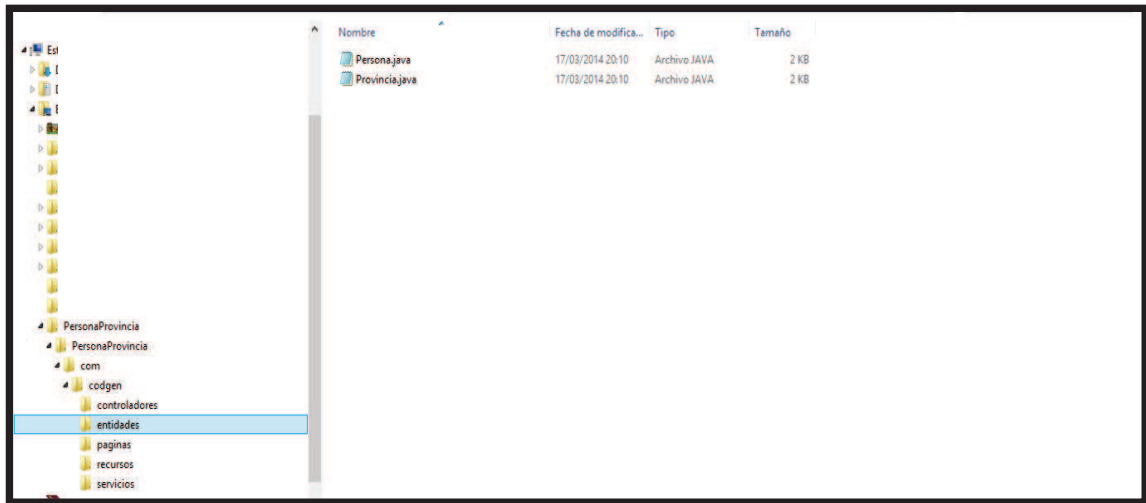 Nombre Fecha de modifica... Tipo Tamaño
Persona.java 17/03/2014 20:10 Archivo JAVA 2 KB
Provincia.java 17/03/2014 20:10 Archivo JAVA 2 KB
PersonaProvincia
PersonaProvincia
com
codgen
controladores
entidades
paginas
recursos
servicios